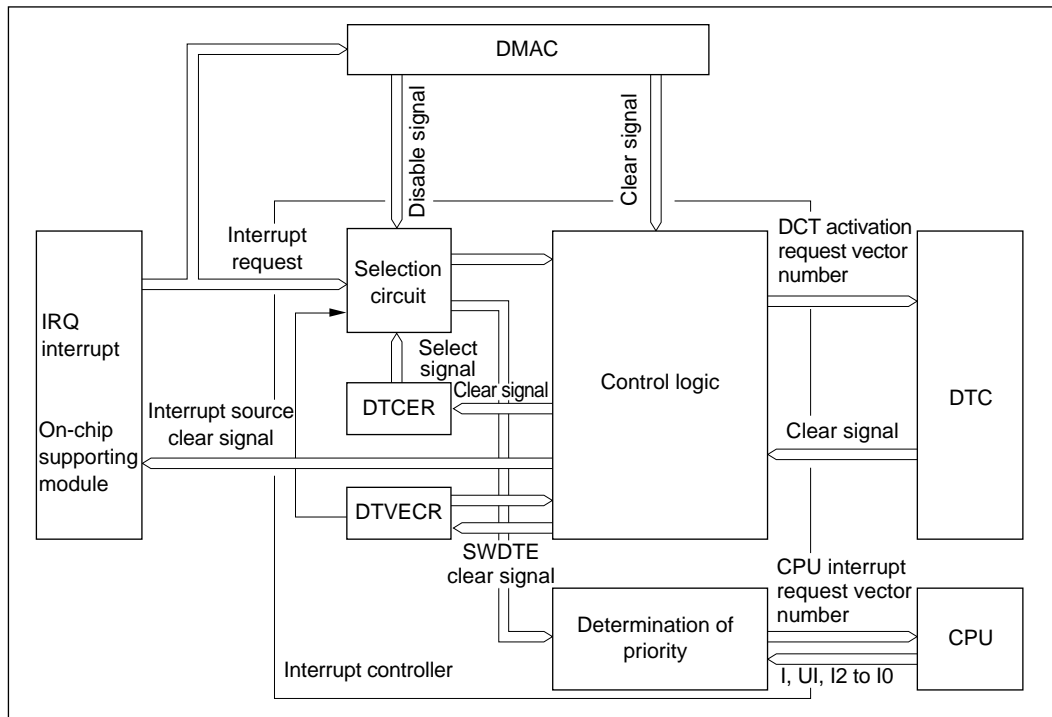 DMAC
Disable signal
Clear signal
Interrupt
request
Selection
circuit
DCT activation
request vector
number
IRQ
interrupt
On-chip
supporting
module
Select
signal
DTCER
Clear signal
Control logic
DTC
Interrupt source
clear signal
Clear signal
DTVECR
SWDTE
clear signal
CPU interrupt
request vector
number
Determination of
priority
CPU
I, UI, I2 to I0
Interrupt controller